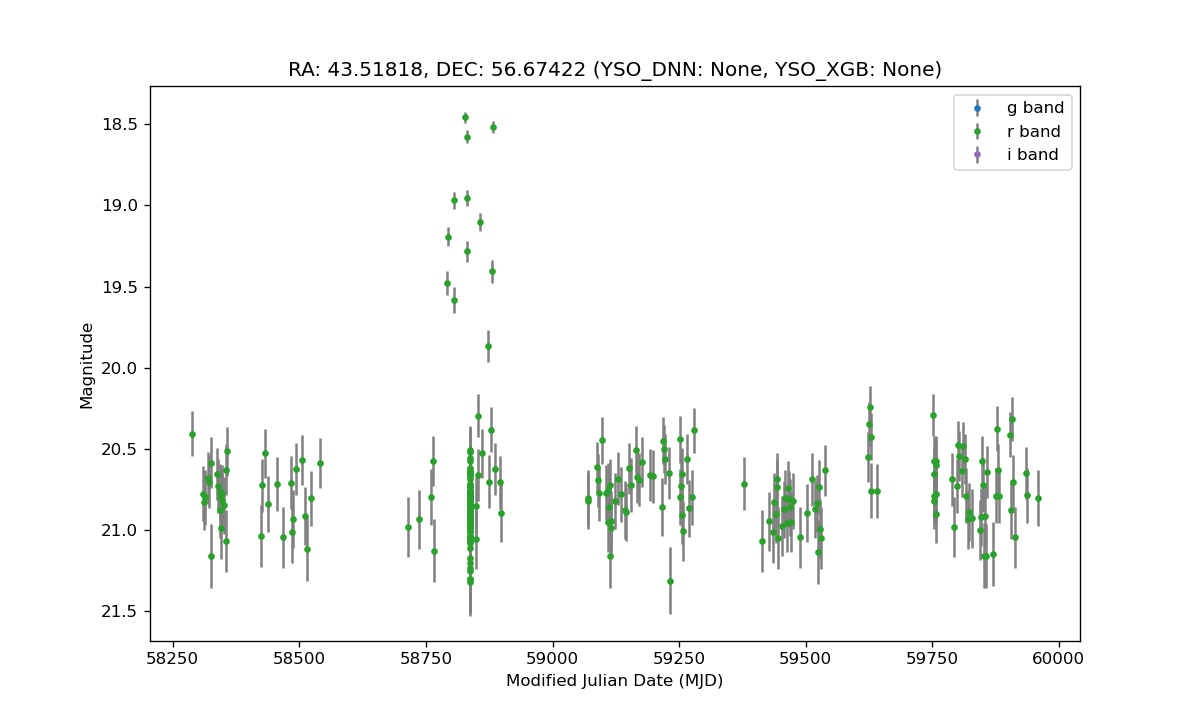 RA: 43.51818, DEC: 56.67422 (YSO_DNN: None, YSO_XGB: None)
g band
r band
i band
18.5
19.0
19.5
20.0
20.5
21.0
21.5
Magnitude
58250 58500 58750 59000 59250 59500 59750 60000
Modified Julian Date (MJD)